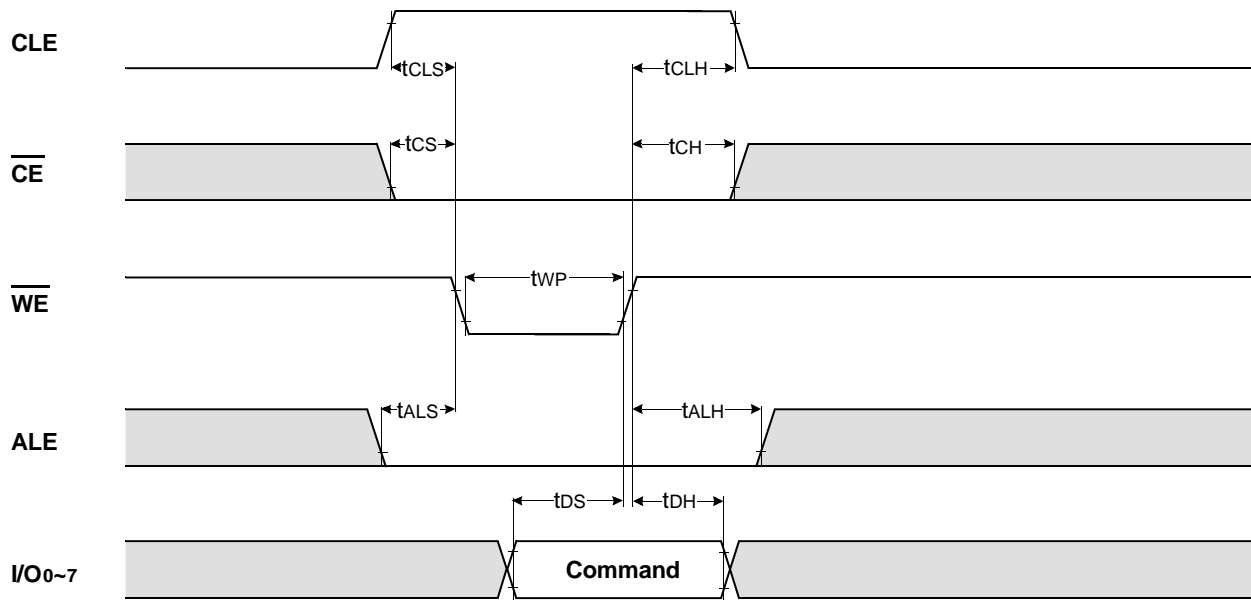 CLE
tCLS
tCLH
CE
tCS
tCH
WE
tWP
ALE
tALS
tALH
tDS
tDH
I/O0~7
Command